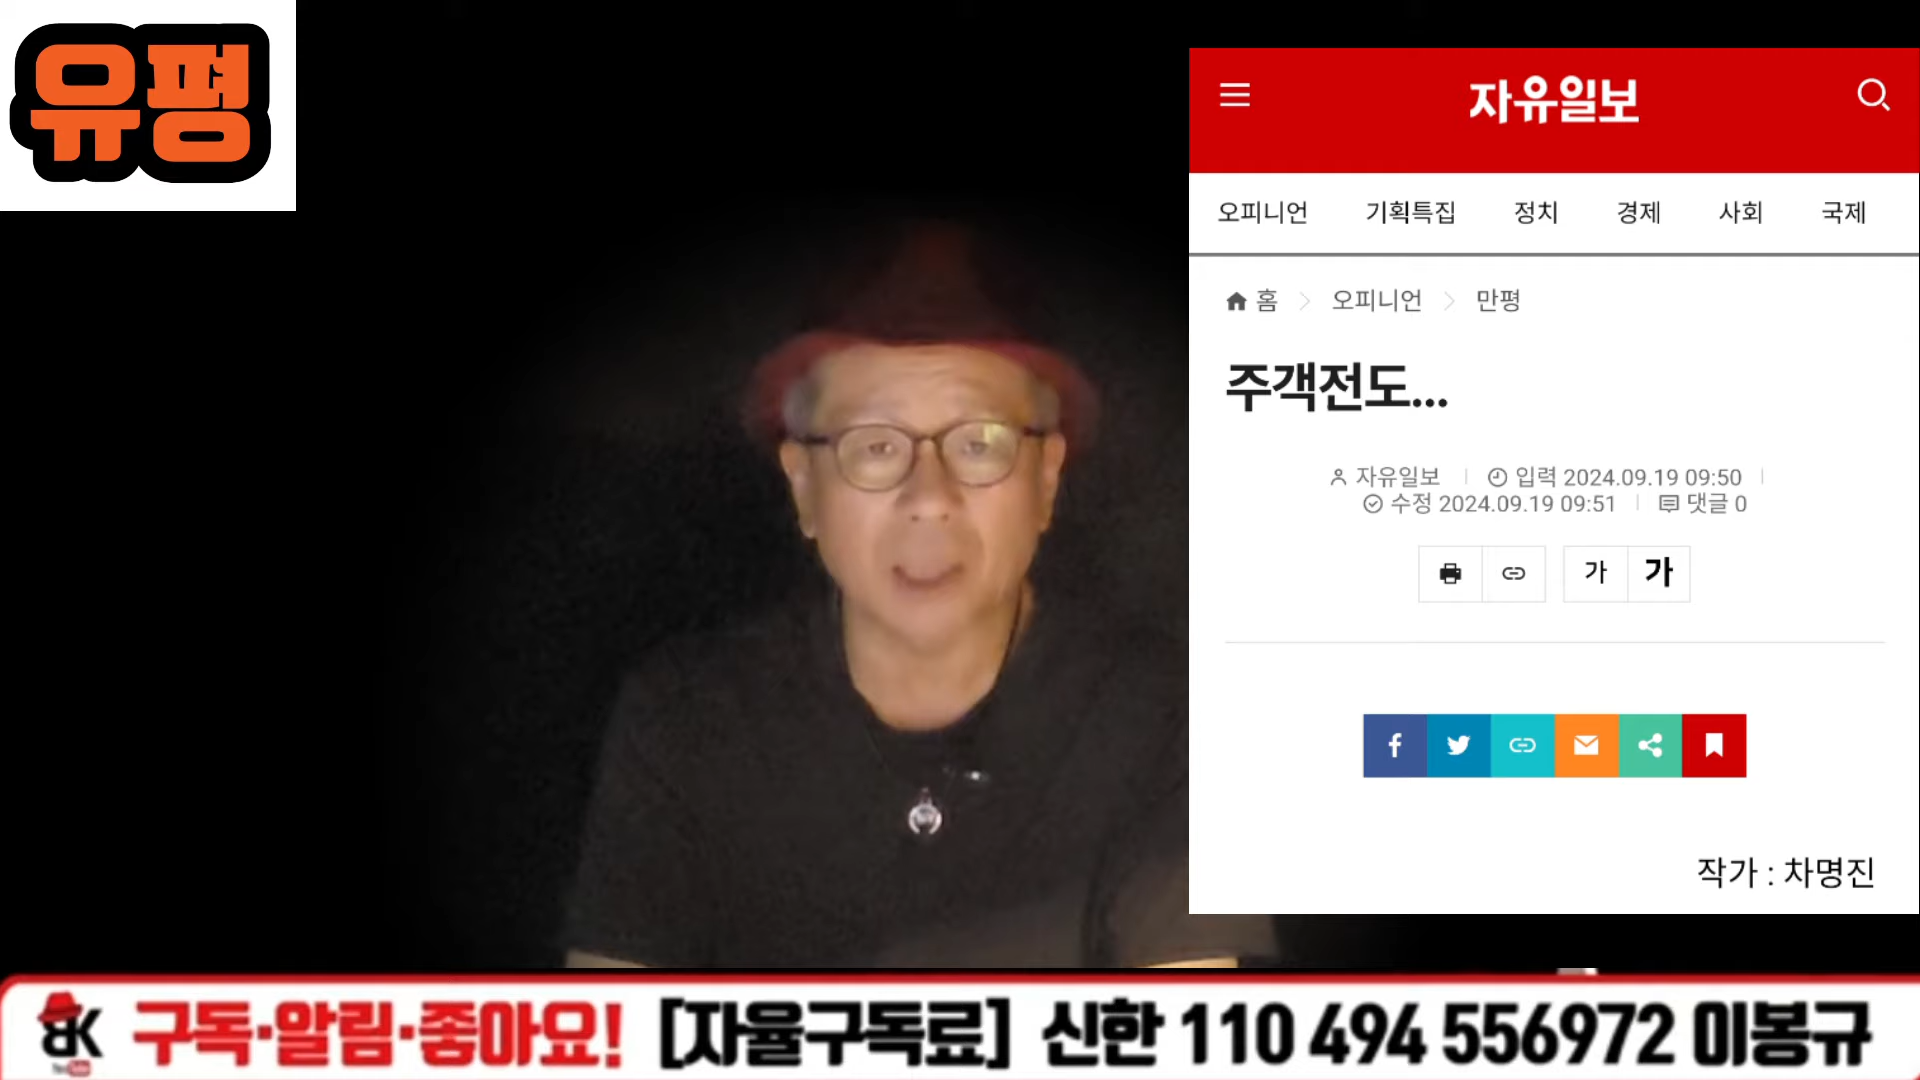 유평
자유일보
오피니언 기획특집 정치 경제 사회 국제
홈 오피니언 만평
주객전도...
자유일보 입력 2024.09.19 09:50
수정 2024.09.19 09:51 댓글 0
가 가
작가 : 차명진
BK 구독·알림·좋아요! [자율구독료] 신한 110 494 556972 이봉규